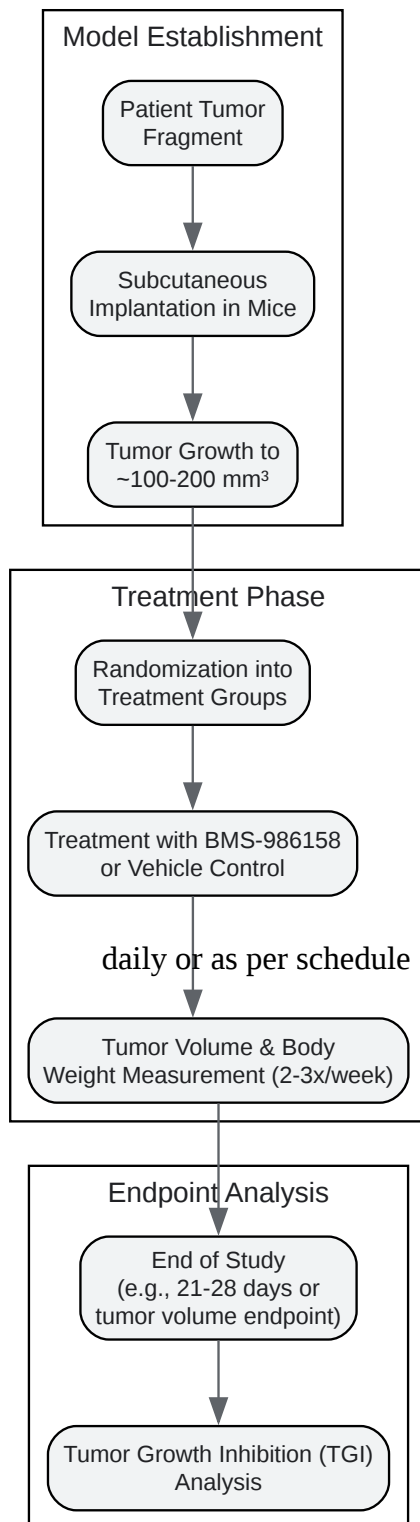 Model Establishment
Patient Tumor
Fragment
Subcutaneous
Implantation in Mice
Tumor Growth to
~100-200 mm³
Treatment Phase
Randomization into
Treatment Groups
Treatment with BMS-986158
or Vehicle Control
daily or as per schedule
Tumor Volume & Body
Weight Measurement (2-3x/week)
Endpoint Analysis
End of Study
(e.g., 21-28 days or
tumor volume endpoint)
Tumor Growth Inhibition (TGI)
Analysis